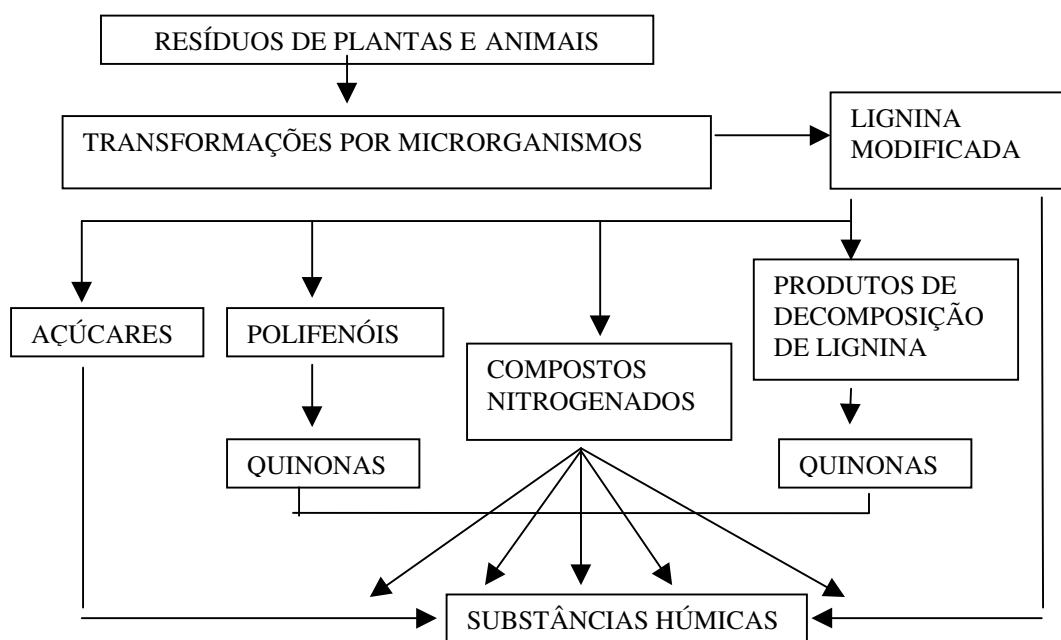 RESÍDUOS DE PLANTAS E ANIMAIS
TRANSFORMAÇÕES POR MICRORGANISMOS
LIGNINA
MODIFICADA
AÇÚCARES
POLIFENÓIS
COMPOSTOS
NITROGENADOS
PRODUTOS DE
DECOMPOSIÇÃO
DE LIGNINA
QUINONAS
QUINONAS
SUBSTÂNCIAS HÚMICAS